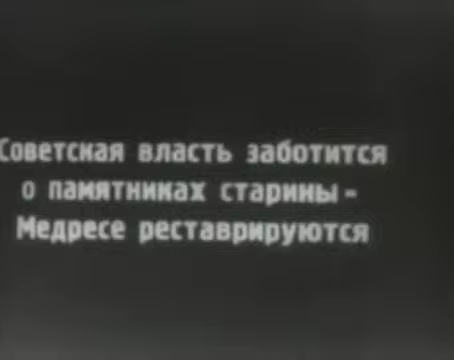 Советская власть заботится
о памятниках старины -
Медресе реставрируются